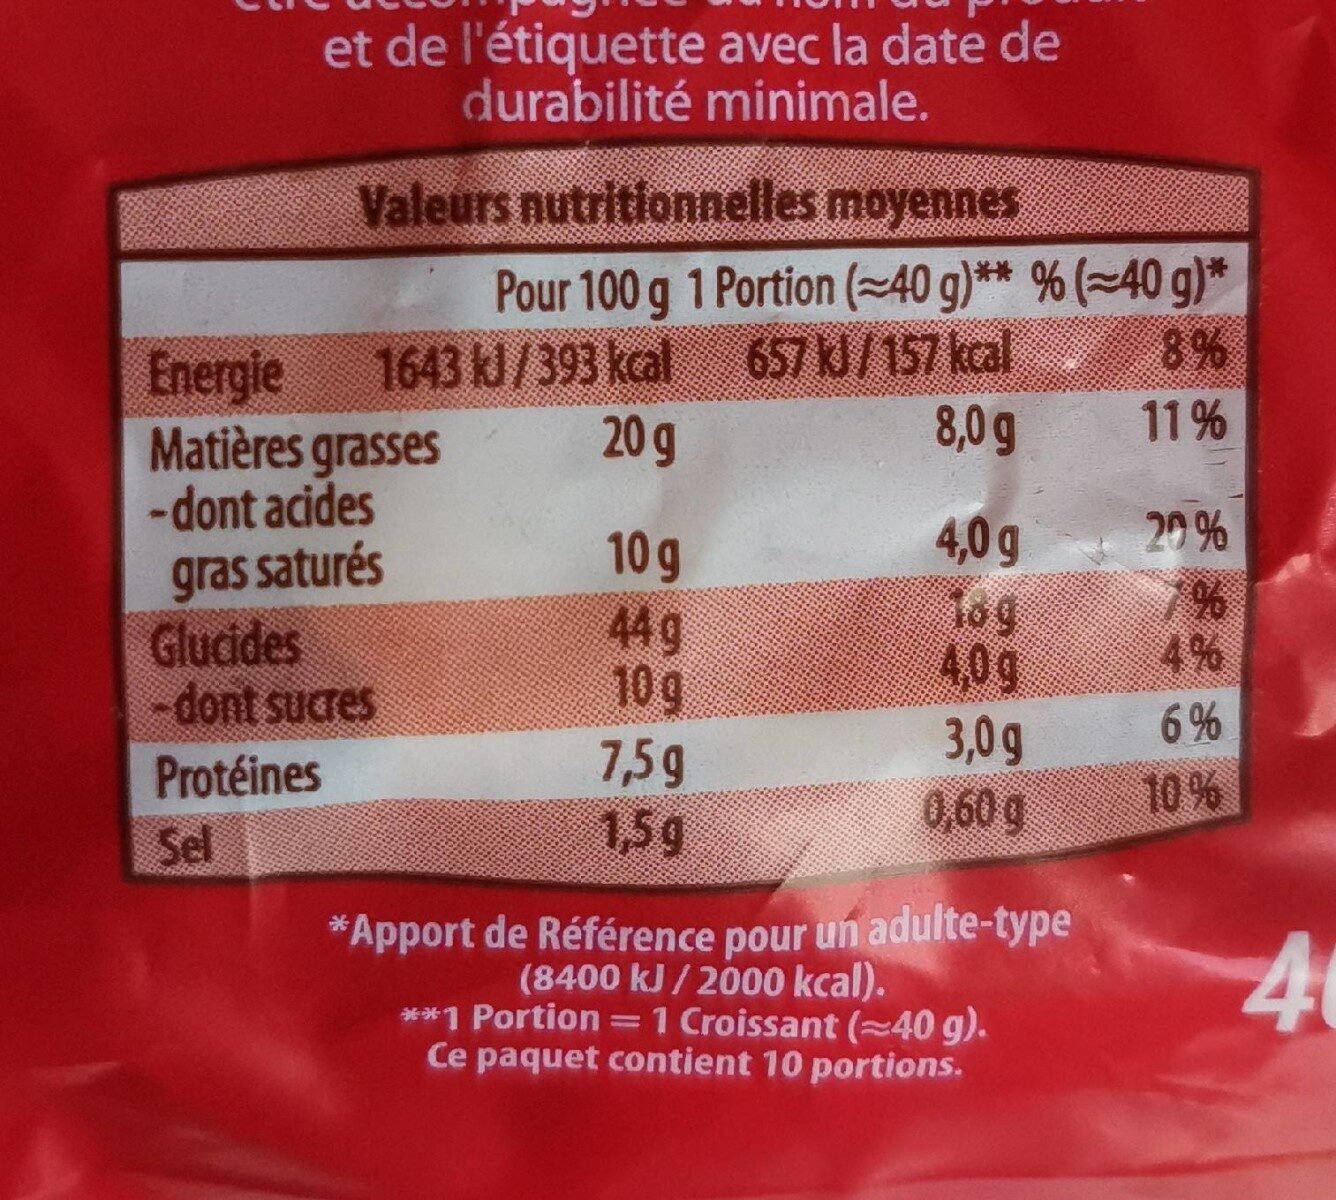 et de l'étiquette avec la date de
durabilité minimale.
Valeurs nutritionnelles moyennes
Pour 100 g 1 Portion (≈40 g)** % (≈40 g)*
Energie 1643 kJ / 393 kcal 657 kJ / 157 kcal 8 %
Matières grasses 20 g 8,0 g 11 %
- dont acides
gras saturés 10 g 4,0 g 20 %
Glucides 44 g 18 g 7 %
- dont sucres 10 g 4,0 g 4 %
Protéines 7,5 g 3,0 g 6 %
Sel 1,5 g 0,60 g 10 %
*Apport de Référence pour un adulte-type
(8400 kJ / 2000 kcal).
**1 Portion = 1 Croissant (≈40 g).
Ce paquet contient 10 portions.